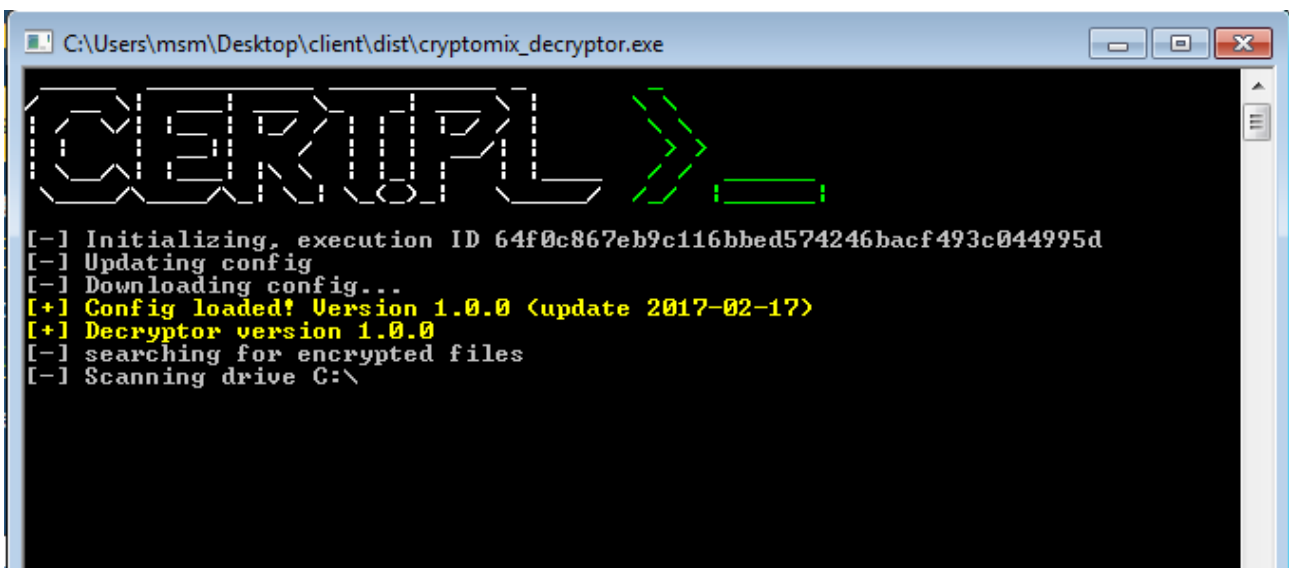 C:\Users\msm\Desktop\client\dist\cryptomix_decryptor.exe
CERT.PL >_
[-] Initializing, execution ID 64f0c867eb9c116bbed574246bacf493c044995d
[-] Updating config
[-] Downloading config...
[+] Config loaded! Version 1.0.0 (update 2017-02-17)
[+] Decryptor version 1.0.0
[-] searching for encrypted files
[-] Scanning drive C:\